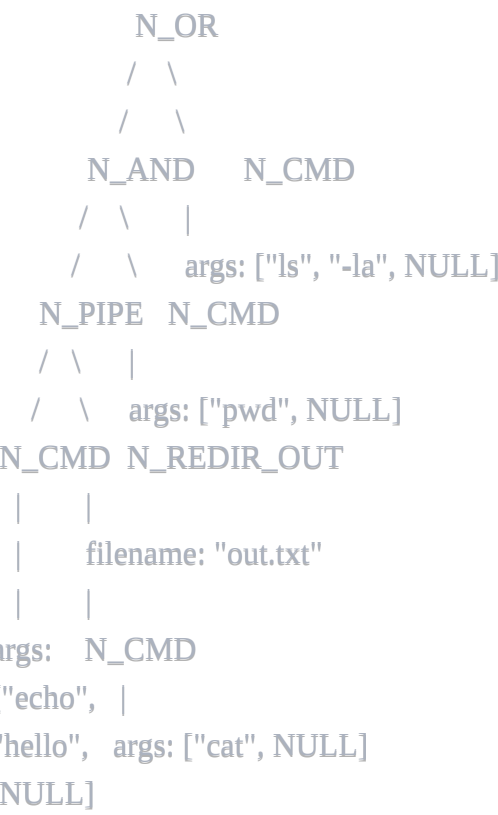 N_OR
/ \
/ \
N_AND N_CMD
/ \ |
/ \ args: ["ls", "-la", NULL]
N_PIPE N_CMD
/ \ |
/ \ args: ["pwd", NULL]
N_CMD N_REDIR_OUT
| |
| filename: "out.txt"
| |
args: N_CMD
"echo", |
"hello", args: ["cat", NULL]
NULL]